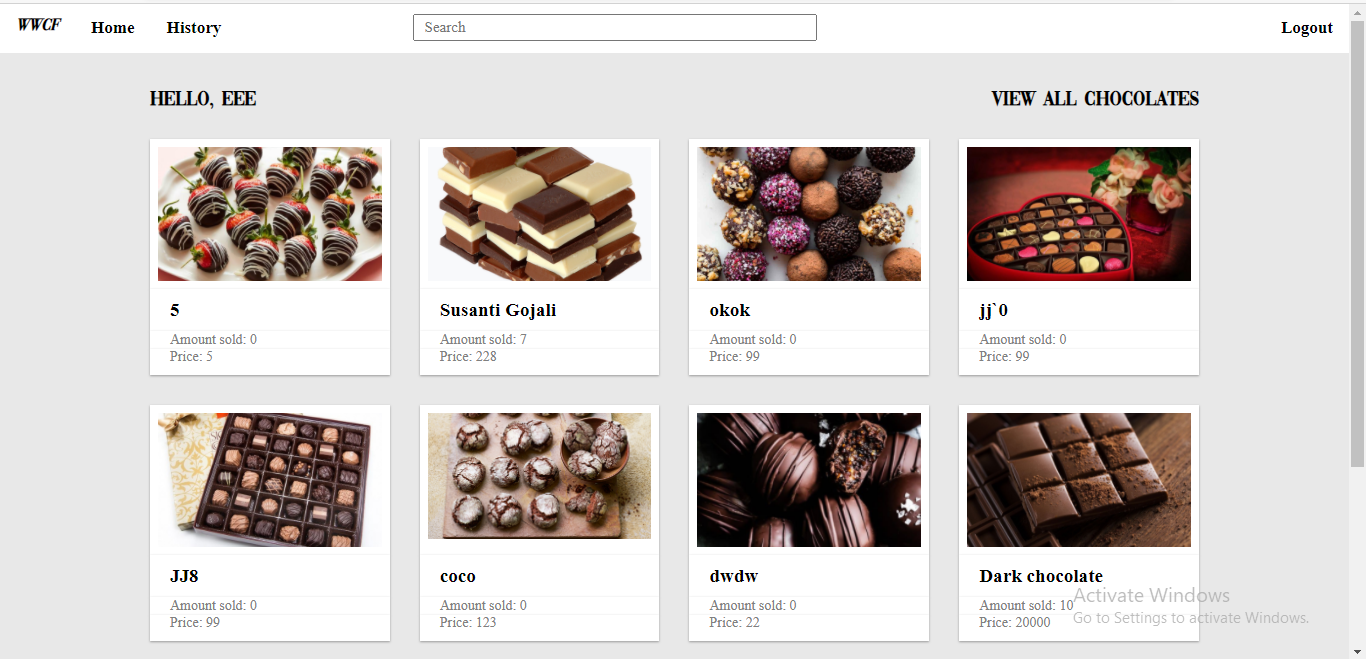 WWCF Home History Search Logout
HELLO, EEE VIEW ALL CHOCOLATES
5 Susanti Gojali okok jj`0
Amount sold: 0 Amount sold: 7 Amount sold: 0 Amount sold: 0
Price: 5 Price: 228 Price: 99 Price: 99
JJ8 coco dwdw Dark chocolate
Amount sold: 0 Amount sold: 0 Amount sold: 0 Amount sold: 10
Price: 99 Price: 123 Price: 22 Price: 20000
Activate Windows
Go to Settings to activate Windows.